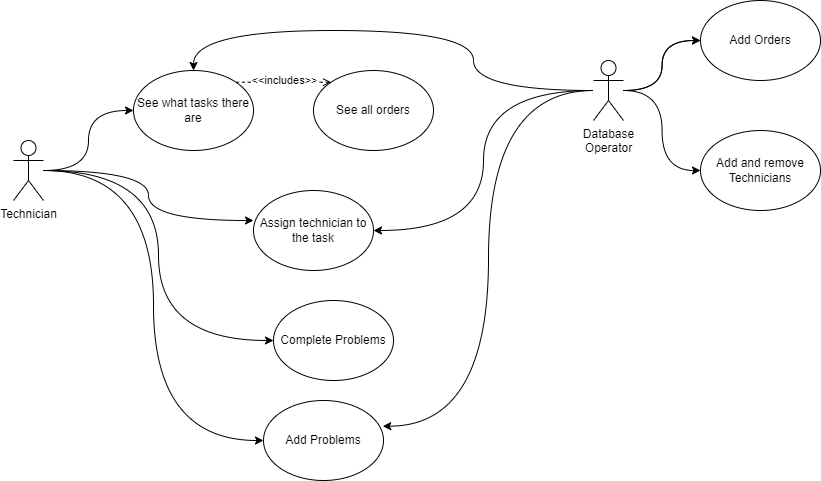 Add Orders
<<includes>>
See what tasks there
are
See all orders
Database
Operator
Add and remove
Technicians
Technician
Assign technician to
the task
Complete Problems
Add Problems